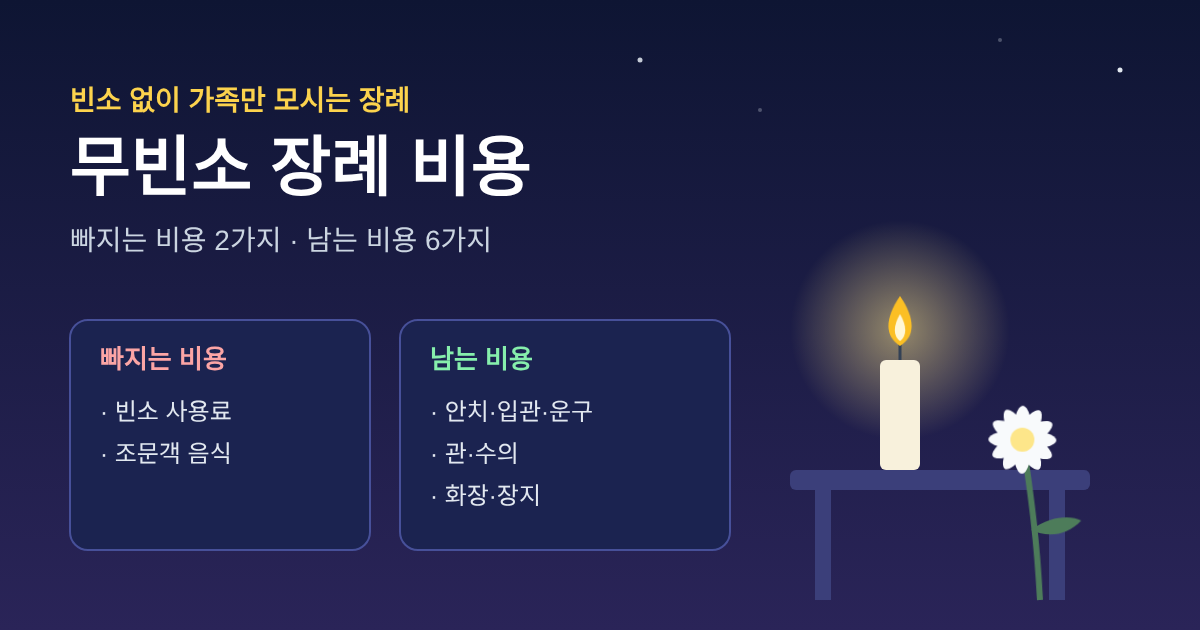 빈소 없이 가족만 모시는 장례
무빈소 장례 비용
빠지는 비용 2가지 · 남는 비용 6가지
빠지는 비용
· 빈소 사용료
· 조문객 음식
남는 비용
· 안치·입관·운구
· 관·수의
· 화장·장지